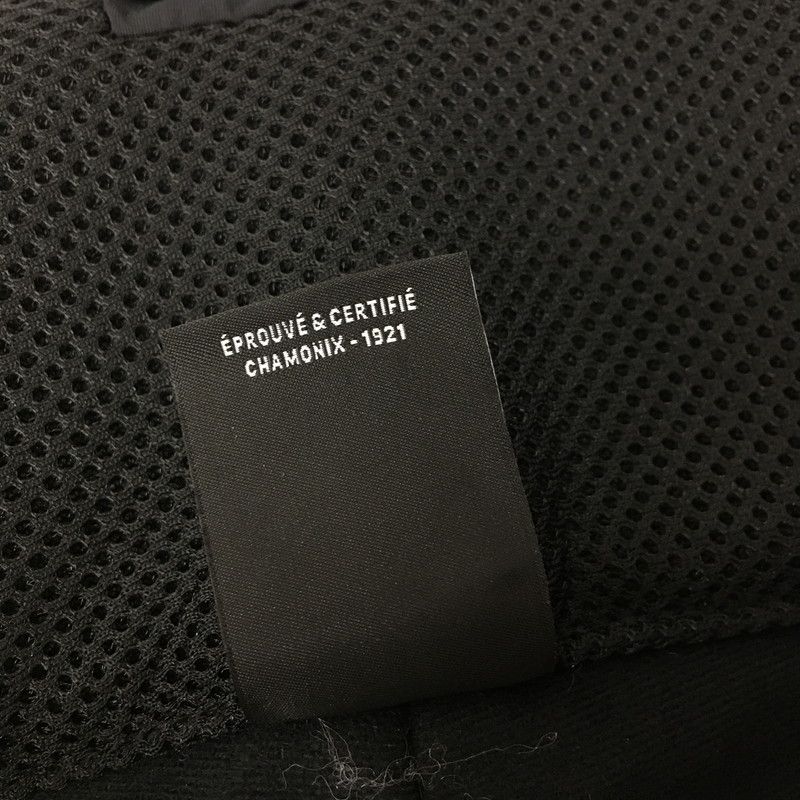 ÉPROUVÉ & CERTIFIÉ
CHAMONIX - 1921